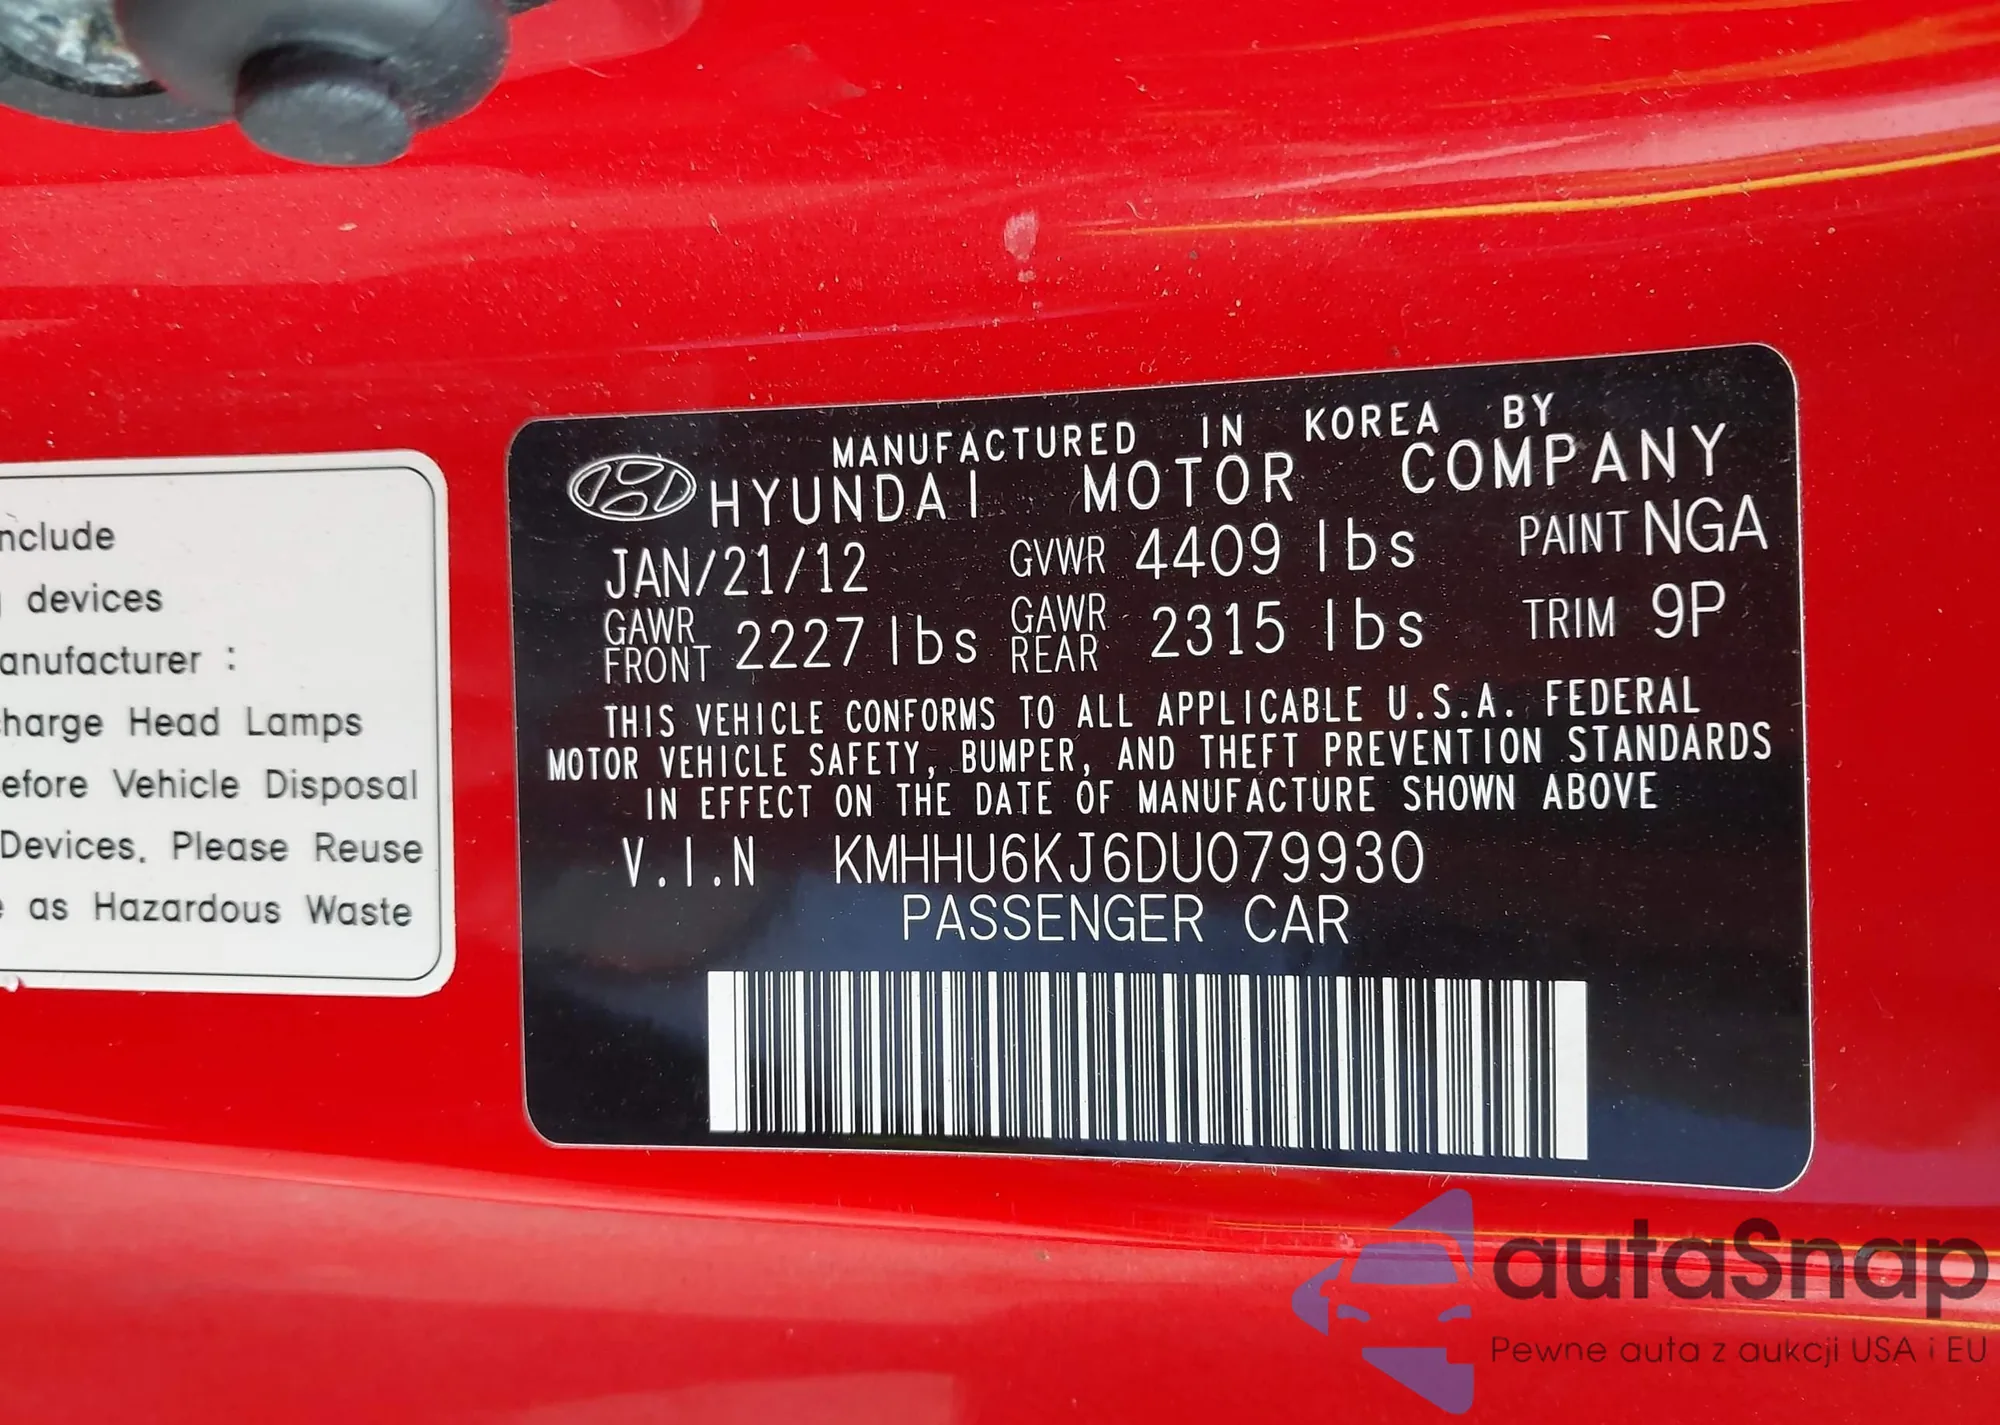 nclude
devices
anufacturer :
harge Head Lamps
efore Vehicle Disposal
Devices. Please Reuse
as Hazardous Waste
MANUFACTURED IN KOREA BY
HYUNDAI MOTOR COMPANY
JAN/21/12 GVWR 4409 lbs PAINT NGA
GAWR FRONT 2227 lbs GAWR REAR 2315 lbs TRIM 9P
THIS VEHICLE CONFORMS TO ALL APPLICABLE U.S.A. FEDERAL
MOTOR VEHICLE SAFETY, BUMPER, AND THEFT PREVENTION STANDARDS
IN EFFECT ON THE DATE OF MANUFACTURE SHOWN ABOVE
V.I.N KMHHU6KJ6DU079930
PASSENGER CAR
autaSnap
Pewne auta z aukcji USA i EU